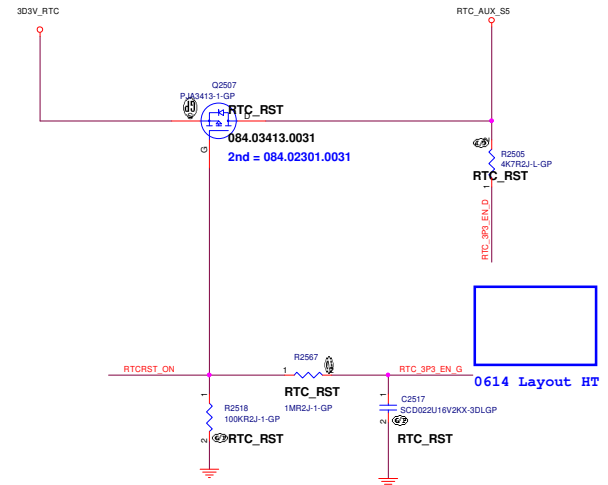 3D3V_RTC
RTC_AUX_S5
Q2507
PJA3413-1-GP
RTC_RST
D
G
084.03413.0031
2nd = 084.02301.0031
R2505
4K7R2J-L-GP
RTC_RST
1
RTC_3P3_EN_D
0614 Layout HT
RTCRST_ON
R2567
1
RTC_3P3_EN_G
RTC_RST
1MR2J-1-GP
1
R2518
100KR2J-1-GP
2
RTC_RST
1
C2517
SCD022U16V2KX-3DLGP
2
RTC_RST